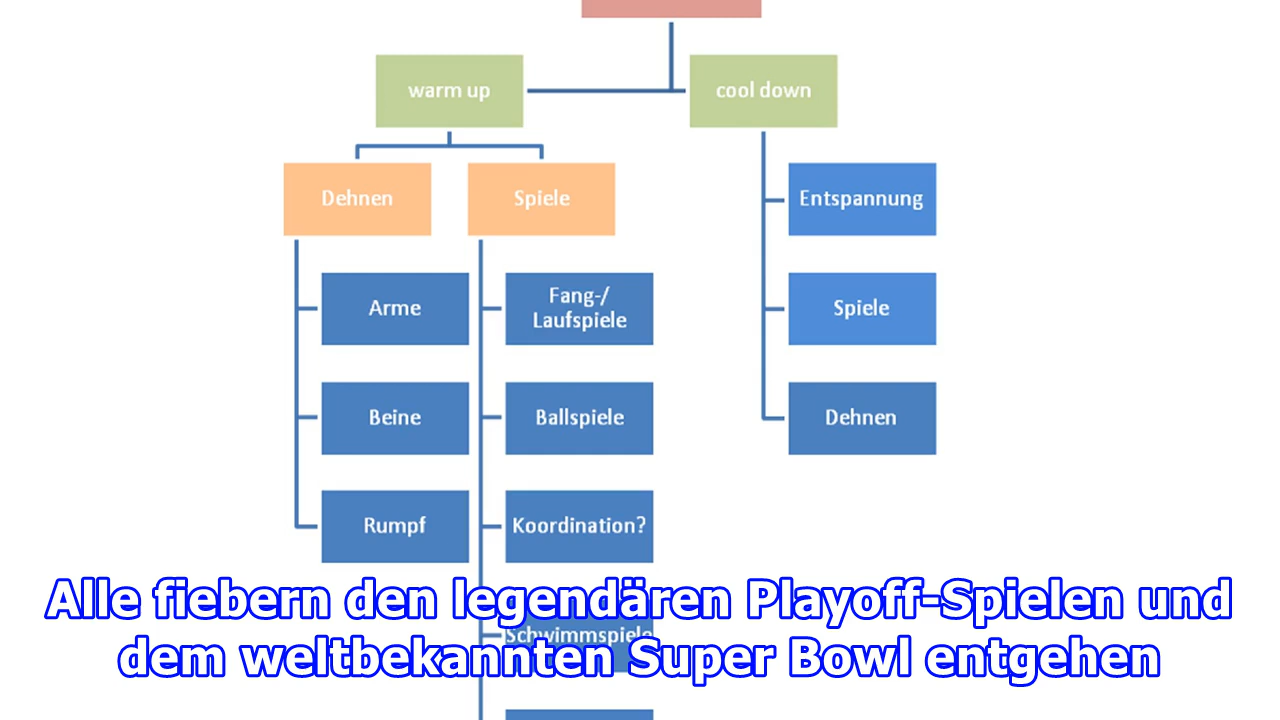 warm up
cool down
Dehnen
Spiele
Entspannung
Arme
Fang-/
Laufspiele
Spiele
Beine
Ballspiele
Dehnen
Rumpf
Koordination?
Schwimmspiele
Alle fiebern den legendären Playoff-Spielen und
dem weltbekannten Super Bowl entgehen